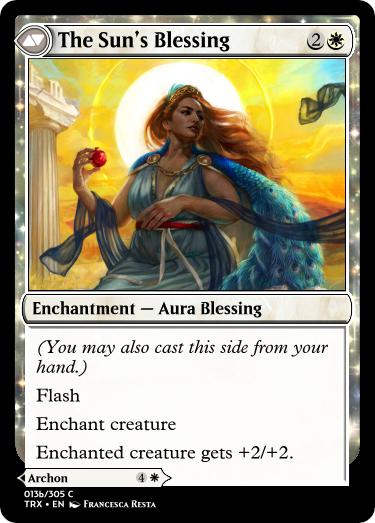 The Sun's Blessing 2
Enchantment — Aura Blessing
(You may also cast this side from your
hand.)
Flash
Enchant creature
Enchanted creature gets +2/+2.
Archon 4
013b/305 C
TRX • EN Francesca Resta